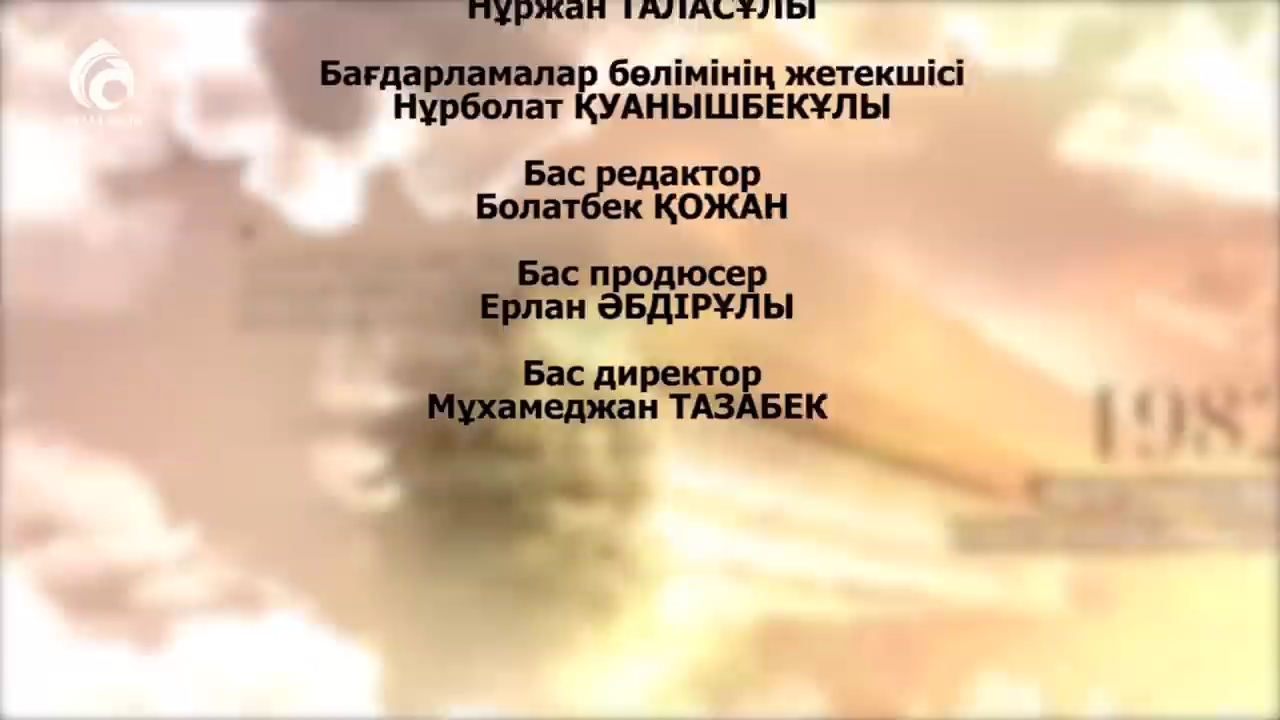 Нұржан ТАЛАСҰЛЫ
Бағдарламалар бөлімінің жетекшісі
Нұрболат ҚУАНЫШБЕКҰЛЫ
Бас редактор
Болатбек ҚОЖАН
Бас продюсер
Ерлан ӘБДІРҰЛЫ
Бас директор
Мұхамеджан ТАЗАБЕК
1982